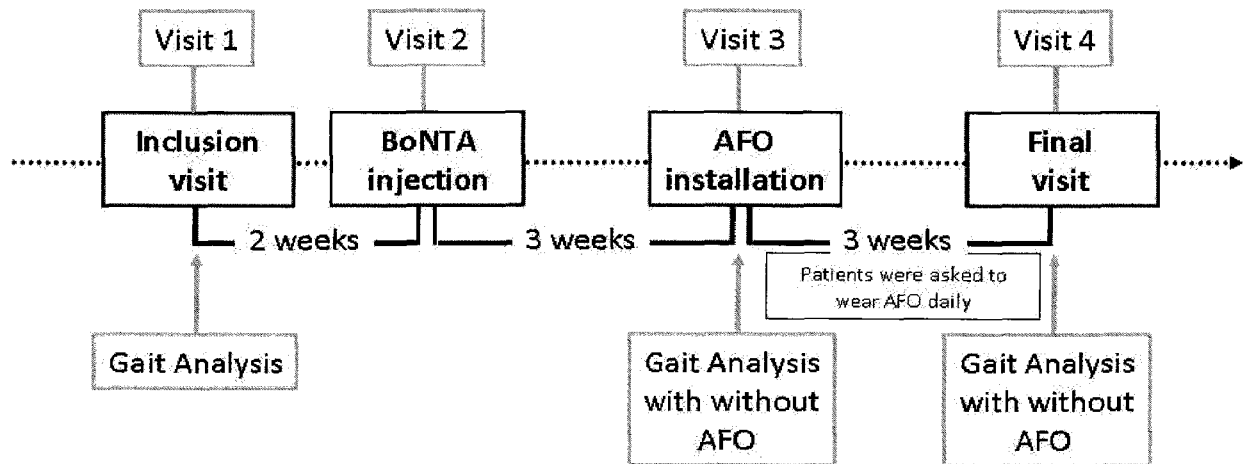 Visit 1
Visit 2
Visit 3
Visit 4
Inclusion
visit
BoNTA
injection
AFO
installation
Final
visit
2 weeks
3 weeks
3 weeks
Patients were asked to
wear AFO daily
Gait Analysis
Gait Analysis
with without
AFO
Gait Analysis
with without
AFO